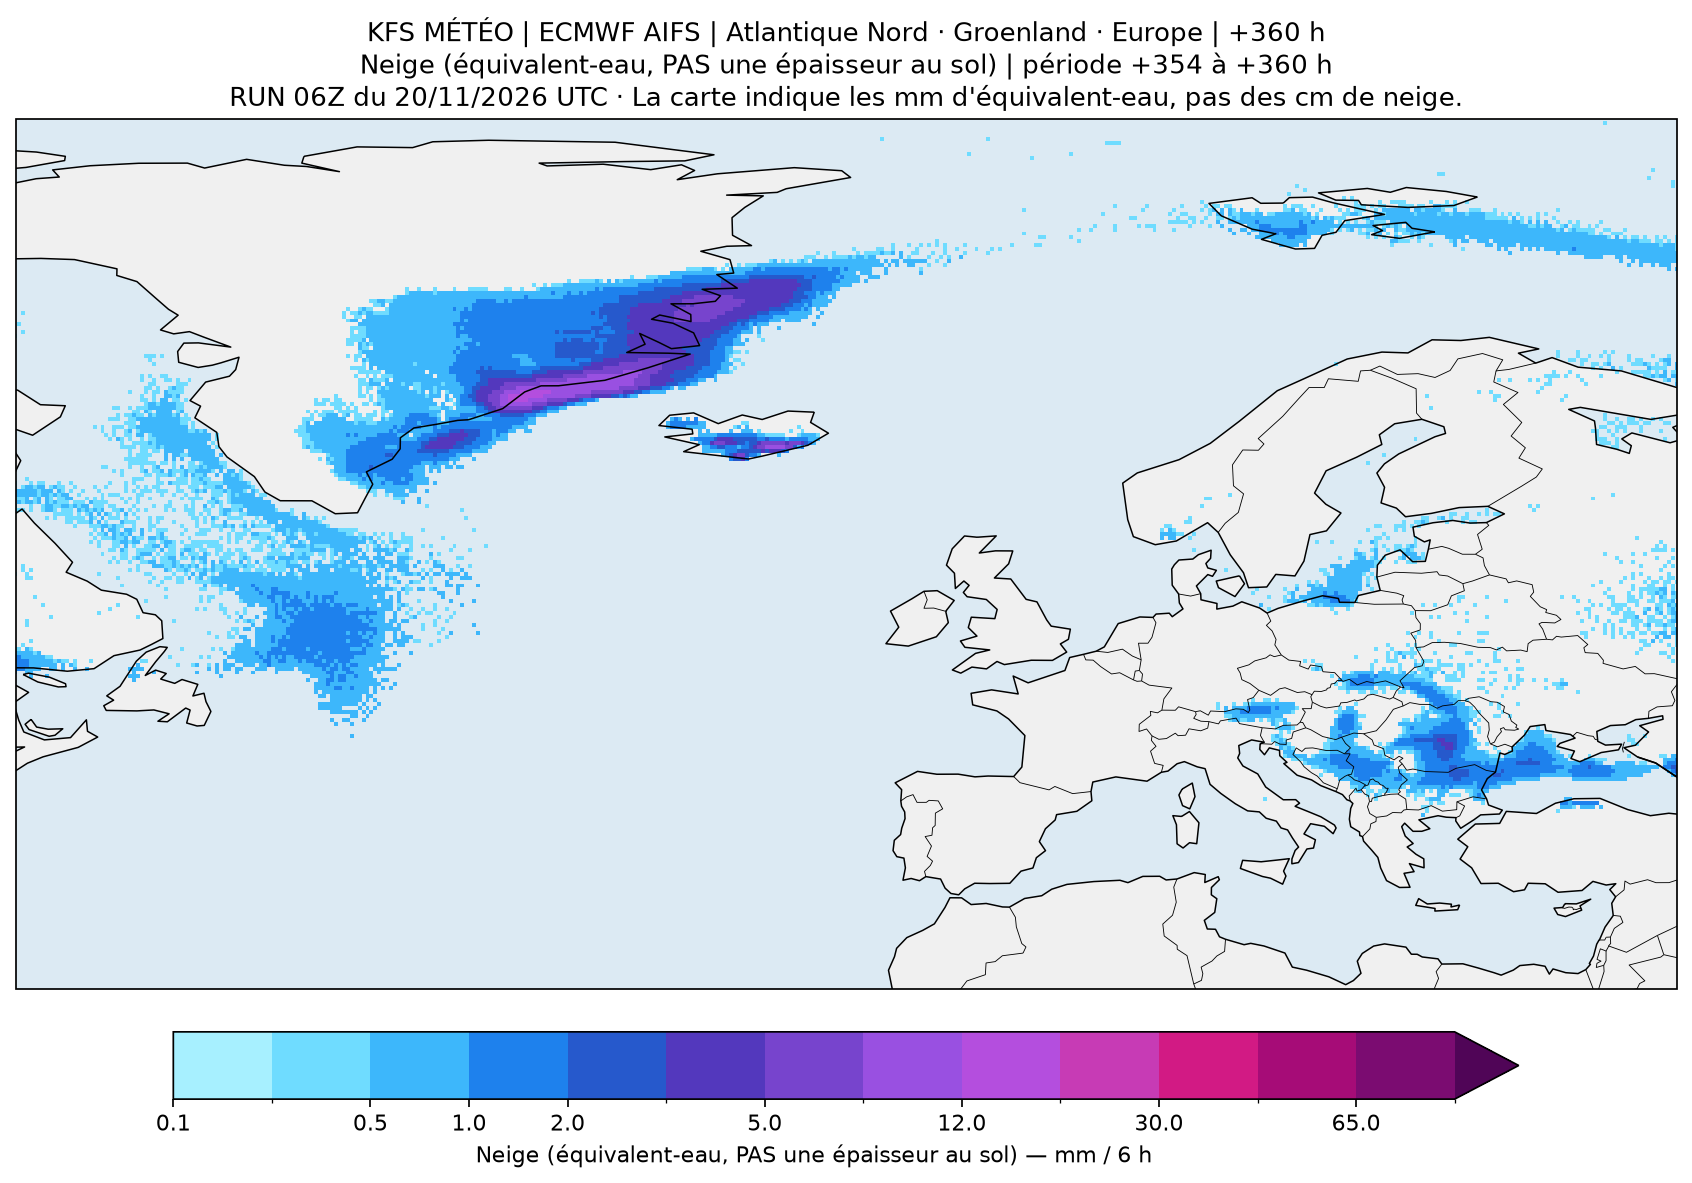 KFS MÉTÉO | ECMWF AIFS | Atlantique Nord · Groenland · Europe | +360 h
Neige (équivalent-eau, PAS une épaisseur au sol) | période +354 à +360 h
RUN 06Z du 20/11/2026 UTC · La carte indique les mm d'équivalent-eau, pas des cm de neige.
0.1 0.5 1.0 2.0 5.0 12.0 30.0 65.0
Neige (équivalent-eau, PAS une épaisseur au sol) — mm / 6 h